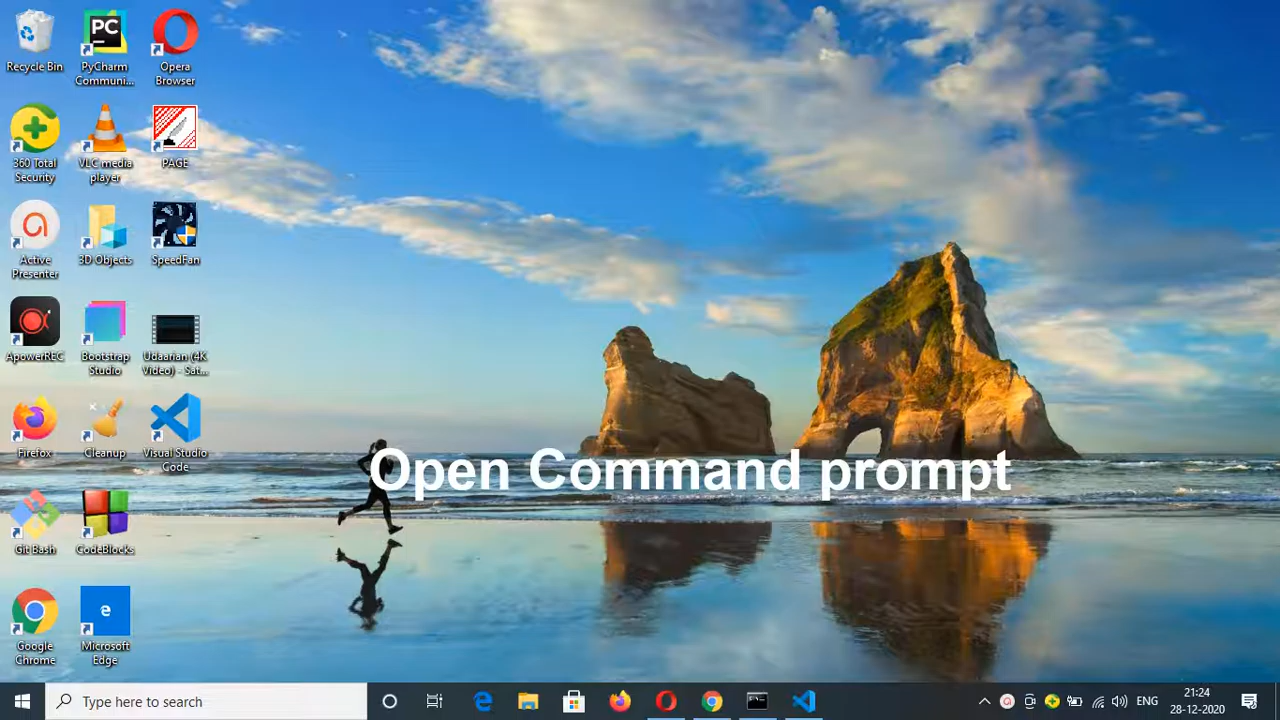 Recycle Bin
PyCharm
Communi...
Opera
Browser
360 Total
Security
VLC media
player
PAGE
Active
Presenter
3D Objects
SpeedFan
ApowerREC
Bootstrap
Studio
Udaarian (4K
Video) - Sat...
Firefox
Cleanup
Visual Studio
Code
Git Bash
CodeBlocks
Google
Chrome
Microsoft
Edge
PC
e
Open Command prompt
Type here to search
ENG
21:24
28-12-2020